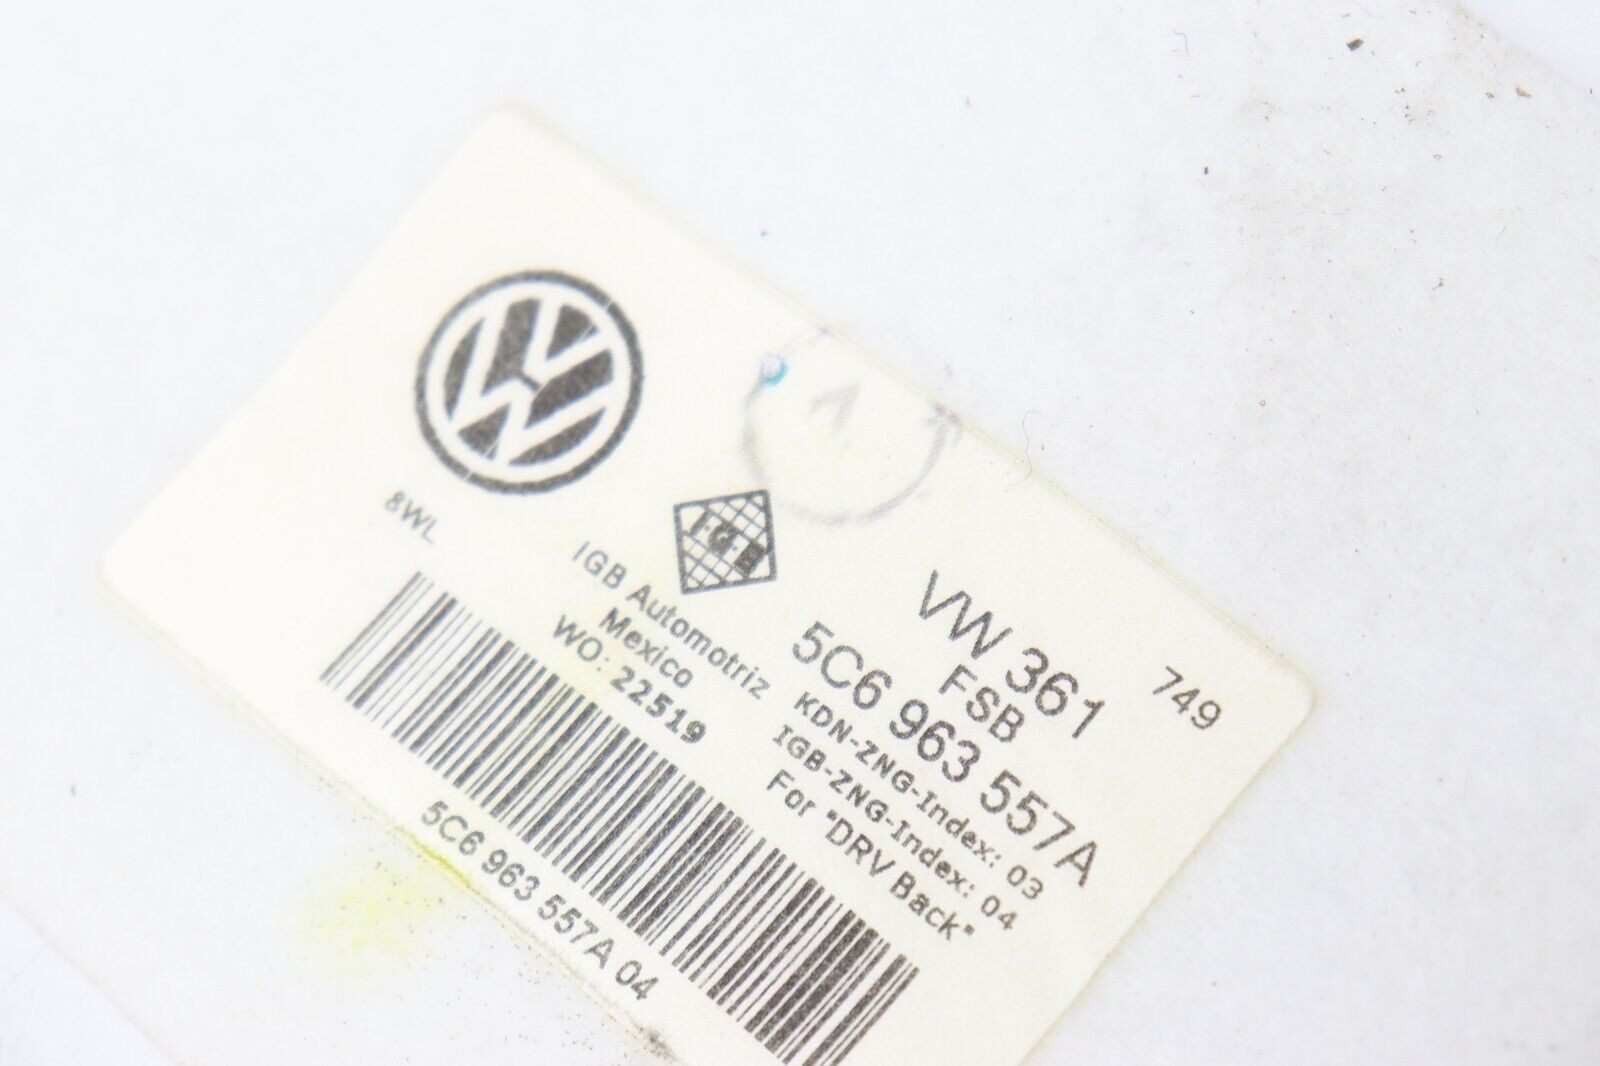 8WL
IGB
IGB Automotriz
Mexico
WO: 22519
VW 361
FSB
749
5C6 963 557A
KDN-ZNG-Index: 03
IGB-ZNG-Index: 04
For "DRV Back"
5C6 963 557A 04